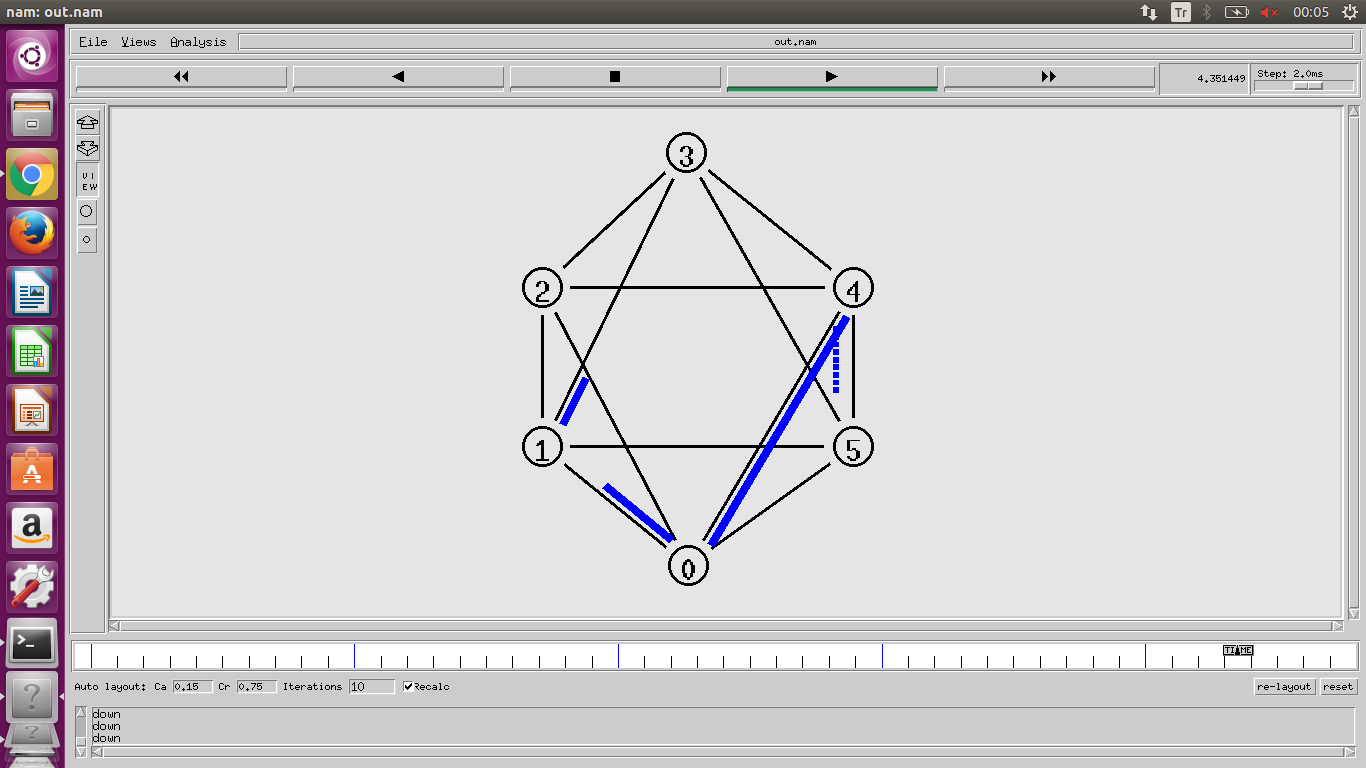 nam: out.nam
Tr
00:05
File Views Analysis
out.nam
4.351449
Step: 2.0ms
VI
EW
3
2
4
1
5
0
TIME
Auto layout: Ca 0.15 Cr 0.75 Iterations 10 Recalc
re-layout reset
down
down
down